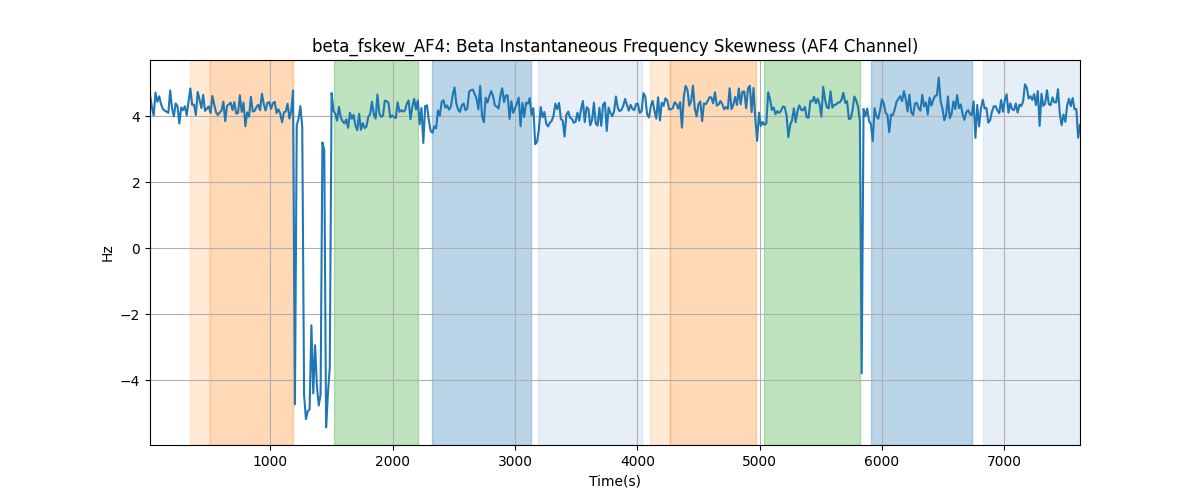 beta_fskew_AF4: Beta Instantaneous Frequency Skewness (AF4 Channel)
4
2
0
−2
−4
Hz
1000 2000 3000 4000 5000 6000 7000
Time(s)